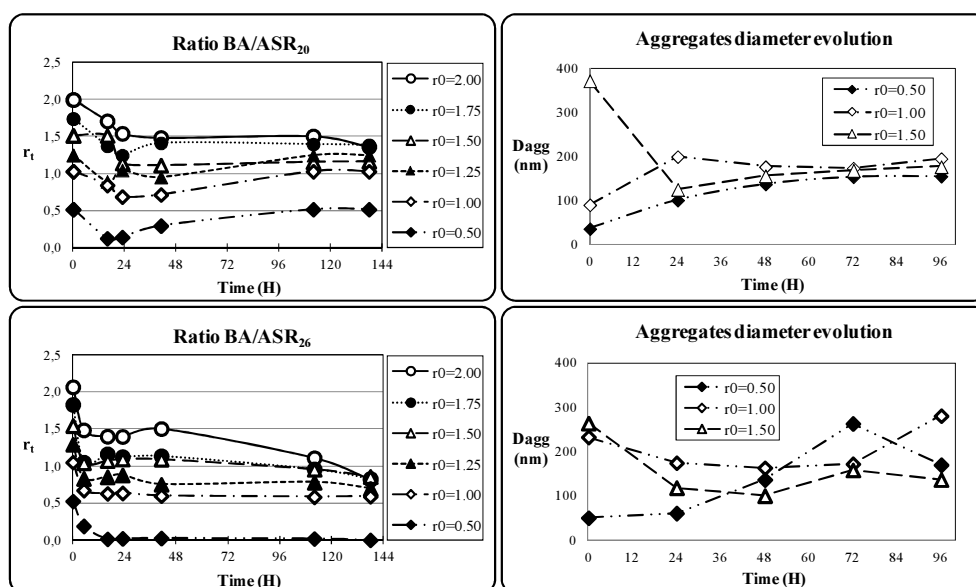 Ratio BA/ASR20
2,5
2,0
1,5
1,0
0,5
0,0
rt
0 24 48 72 96 120 144
Time (H)
r0=2.00
r0=1.75
r0=1.50
r0=1.25
r0=1.00
r0=0.50
Aggregates diameter evolution
400
300
200
100
0
Dagg
(nm)
0 12 24 36 48 60 72 84 96
Time (H)
r0=0.50
r0=1.00
r0=1.50
Ratio BA/ASR26
2,5
2,0
1,5
1,0
0,5
0,0
rt
0 24 48 72 96 120 144
Time (H)
r0=2.00
r0=1.75
r0=1.50
r0=1.25
r0=1.00
r0=0.50
Aggregates diameter evolution
400
300
200
100
0
Dagg
(nm)
0 12 24 36 48 60 72 84 96
Time (H)
r0=0.50
r0=1.00
r0=1.50